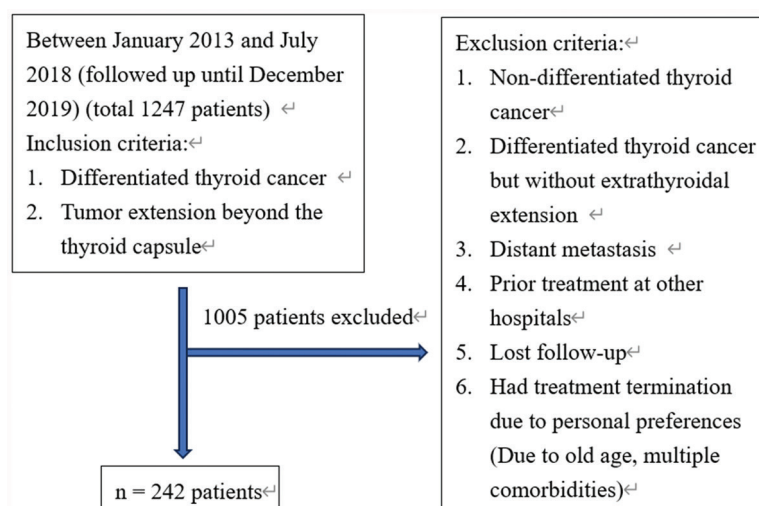 Between January 2013 and July
2018 (followed up until December
2019) (total 1247 patients) ↵
Inclusion criteria:↵
1. Differentiated thyroid cancer ↵
2. Tumor extension beyond the
thyroid capsule↵
1005 patients excluded↵
n = 242 patients↵
Exclusion criteria:↵
1. Non-differentiated thyroid
cancer↵
2. Differentiated thyroid cancer
but without extrathyroidal
extension ↵
3. Distant metastasis ↵
4. Prior treatment at other
hospitals↵
5. Lost follow-up↵
6. Had treatment termination
due to personal preferences
(Due to old age, multiple
comorbidities)↵